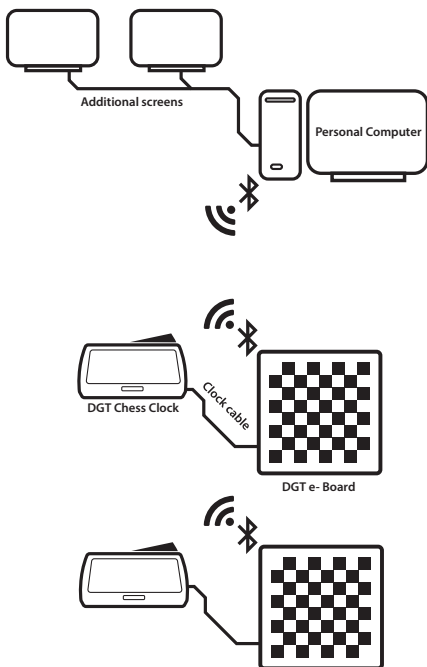 Additional screens
Personal Computer
DGT Chess Clock
Clock cable
DGT e- Board